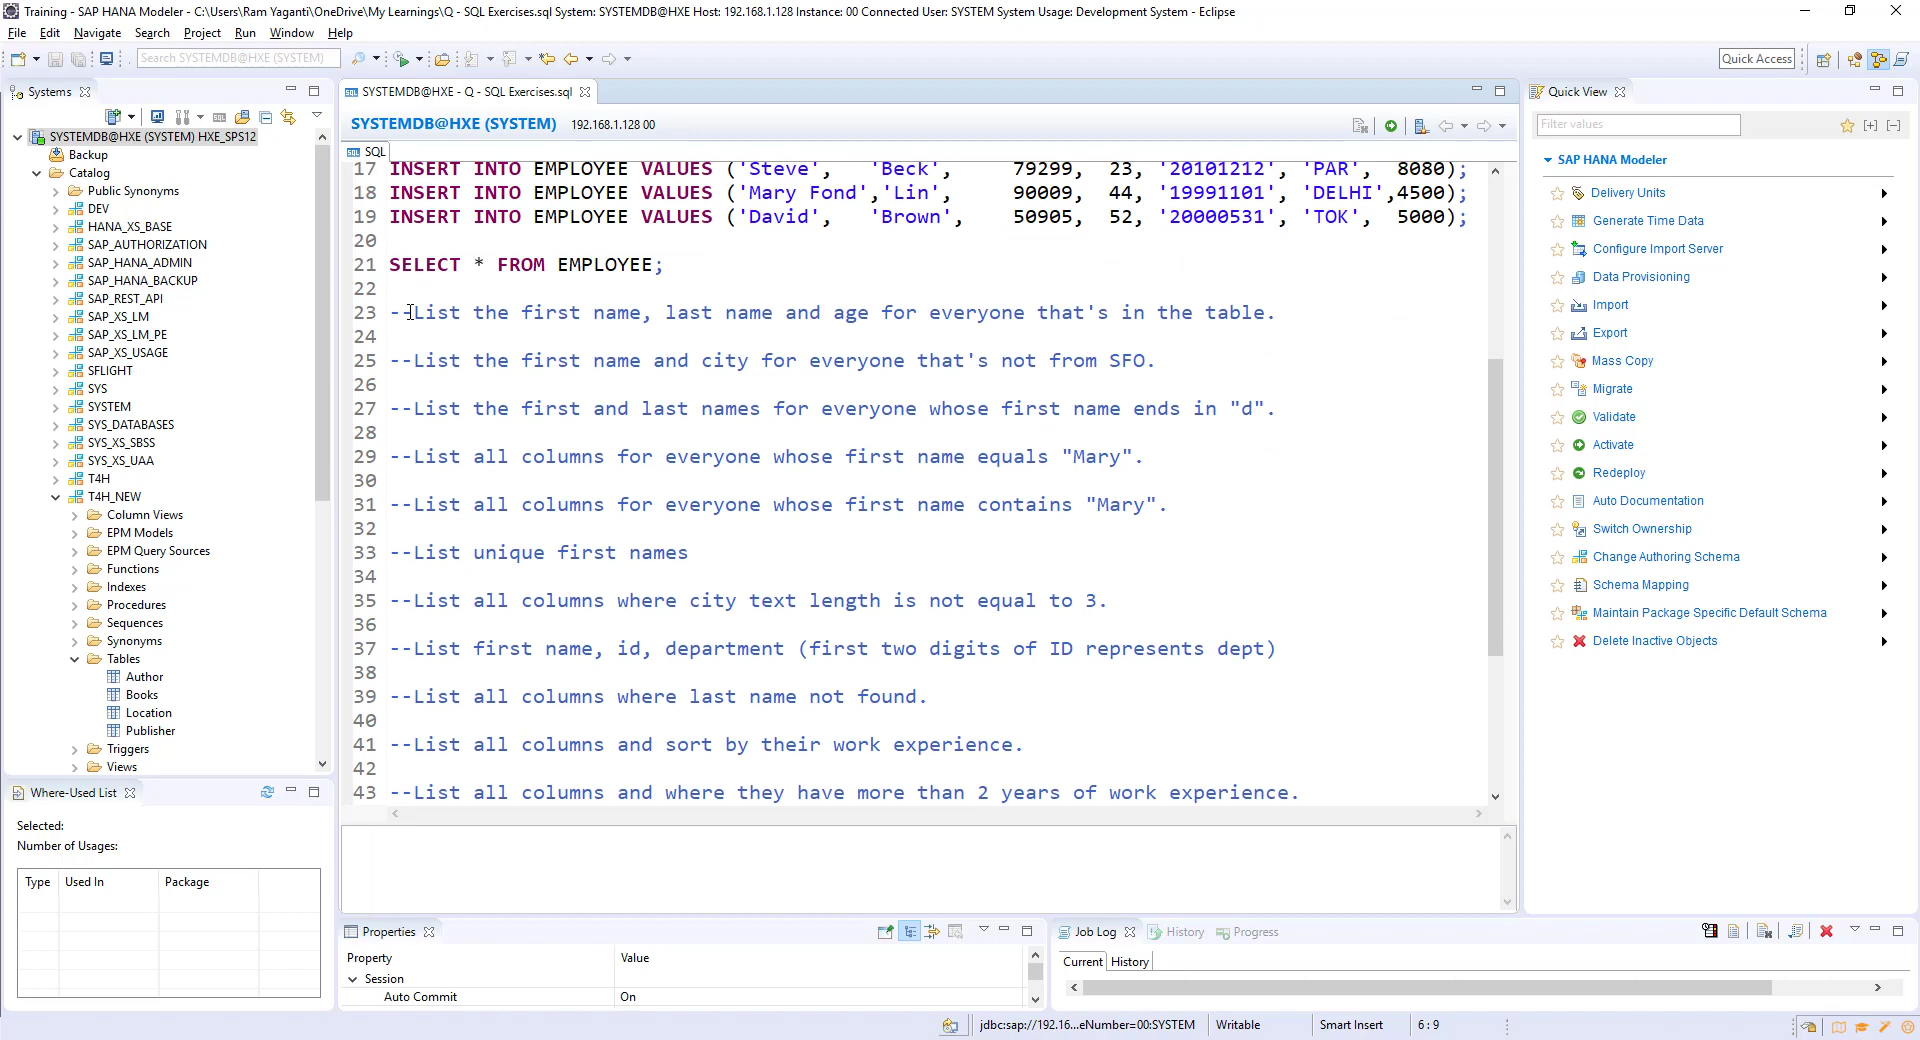 Training - SAP HANA Modeler - C:\Users\Ram Yaganti\OneDrive\My Learnings\Q - SQL Exercises.sql System: SYSTEMDB@HXE Host: 192.168.1.128 Instance: 00 Connected User: SYSTEM System Usage: Development System - Eclipse
File Edit Navigate Search Project Run Window Help
Search SYSTEMDB@HXE (SYSTEM)
Quick Access
Systems
SYSTEMDB@HXE (SYSTEM) HXE_SPS12
Backup
Catalog
Public Synonyms
DEV
HANA_XS_BASE
SAP_AUTHORIZATION
SAP_HANA_ADMIN
SAP_HANA_BACKUP
SAP_REST_API
SAP_XS_LM
SAP_XS_LM_PE
SAP_XS_USAGE
SFLIGHT
SYS
SYSTEM
SYS_DATABASES
SYS_XS_SBSS
SYS_XS_UAA
T4H
T4H_NEW
Column Views
EPM Models
EPM Query Sources
Functions
Indexes
Procedures
Sequences
Synonyms
Tables
Author
Books
Location
Publisher
Triggers
Views
Where-Used List
Selected:
Number of Usages:
Type Used In Package
SYSTEMDB@HXE - Q - SQL Exercises.sql
SYSTEMDB@HXE (SYSTEM) 192.168.1.128 00
SQL
17 INSERT INTO EMPLOYEE VALUES ('Steve', 'Beck', 79299, 23, '20101212', 'PAR', 8080);
18 INSERT INTO EMPLOYEE VALUES ('Mary Fond','Lin', 90009, 44, '19991101', 'DELHI',4500);
19 INSERT INTO EMPLOYEE VALUES ('David', 'Brown', 50905, 52, '20000531', 'TOK', 5000);
20
21 SELECT * FROM EMPLOYEE;
22
23 --List the first name, last name and age for everyone that's in the table.
24
25 --List the first name and city for everyone that's not from SFO.
26
27 --List the first and last names for everyone whose first name ends in "d".
28
29 --List all columns for everyone whose first name equals "Mary".
30
31 --List all columns for everyone whose first name contains "Mary".
32
33 --List unique first names
34
35 --List all columns where city text length is not equal to 3.
36
37 --List first name, id, department (first two digits of ID represents dept)
38
39 --List all columns where last name not found.
40
41 --List all columns and sort by their work experience.
42
43 --List all columns and where they have more than 2 years of work experience.
Properties
Property Value
Session
Auto Commit On
Quick View
Filter values
SAP HANA Modeler
Delivery Units
Generate Time Data
Configure Import Server
Data Provisioning
Import
Export
Mass Copy
Migrate
Validate
Activate
Redeploy
Auto Documentation
Switch Ownership
Change Authoring Schema
Schema Mapping
Maintain Package Specific Default Schema
Delete Inactive Objects
Job Log History Progress
Current History
jdbc:sap://192.16...eNumber=00:SYSTEM Writable Smart Insert 6 : 9